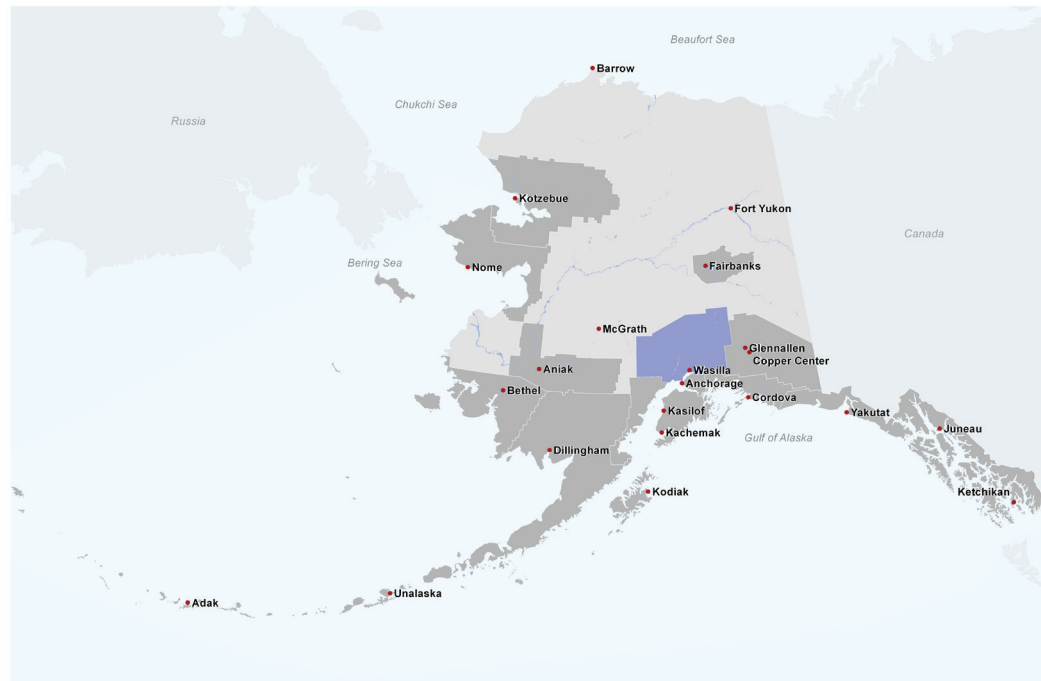 Beaufort Sea
Barrow
Chukchi Sea
Russia
Kotzebue
Fort Yukon
Canada
Bering Sea
Nome
Fairbanks
McGrath
Glennallen
Copper Center
Aniak
Wasilla
Anchorage
Bethel
Cordova
Kasilof
Yakutat
Kachemak
Gulf of Alaska
Juneau
Dillingham
Kodiak
Ketchikan
Unalaska
Adak